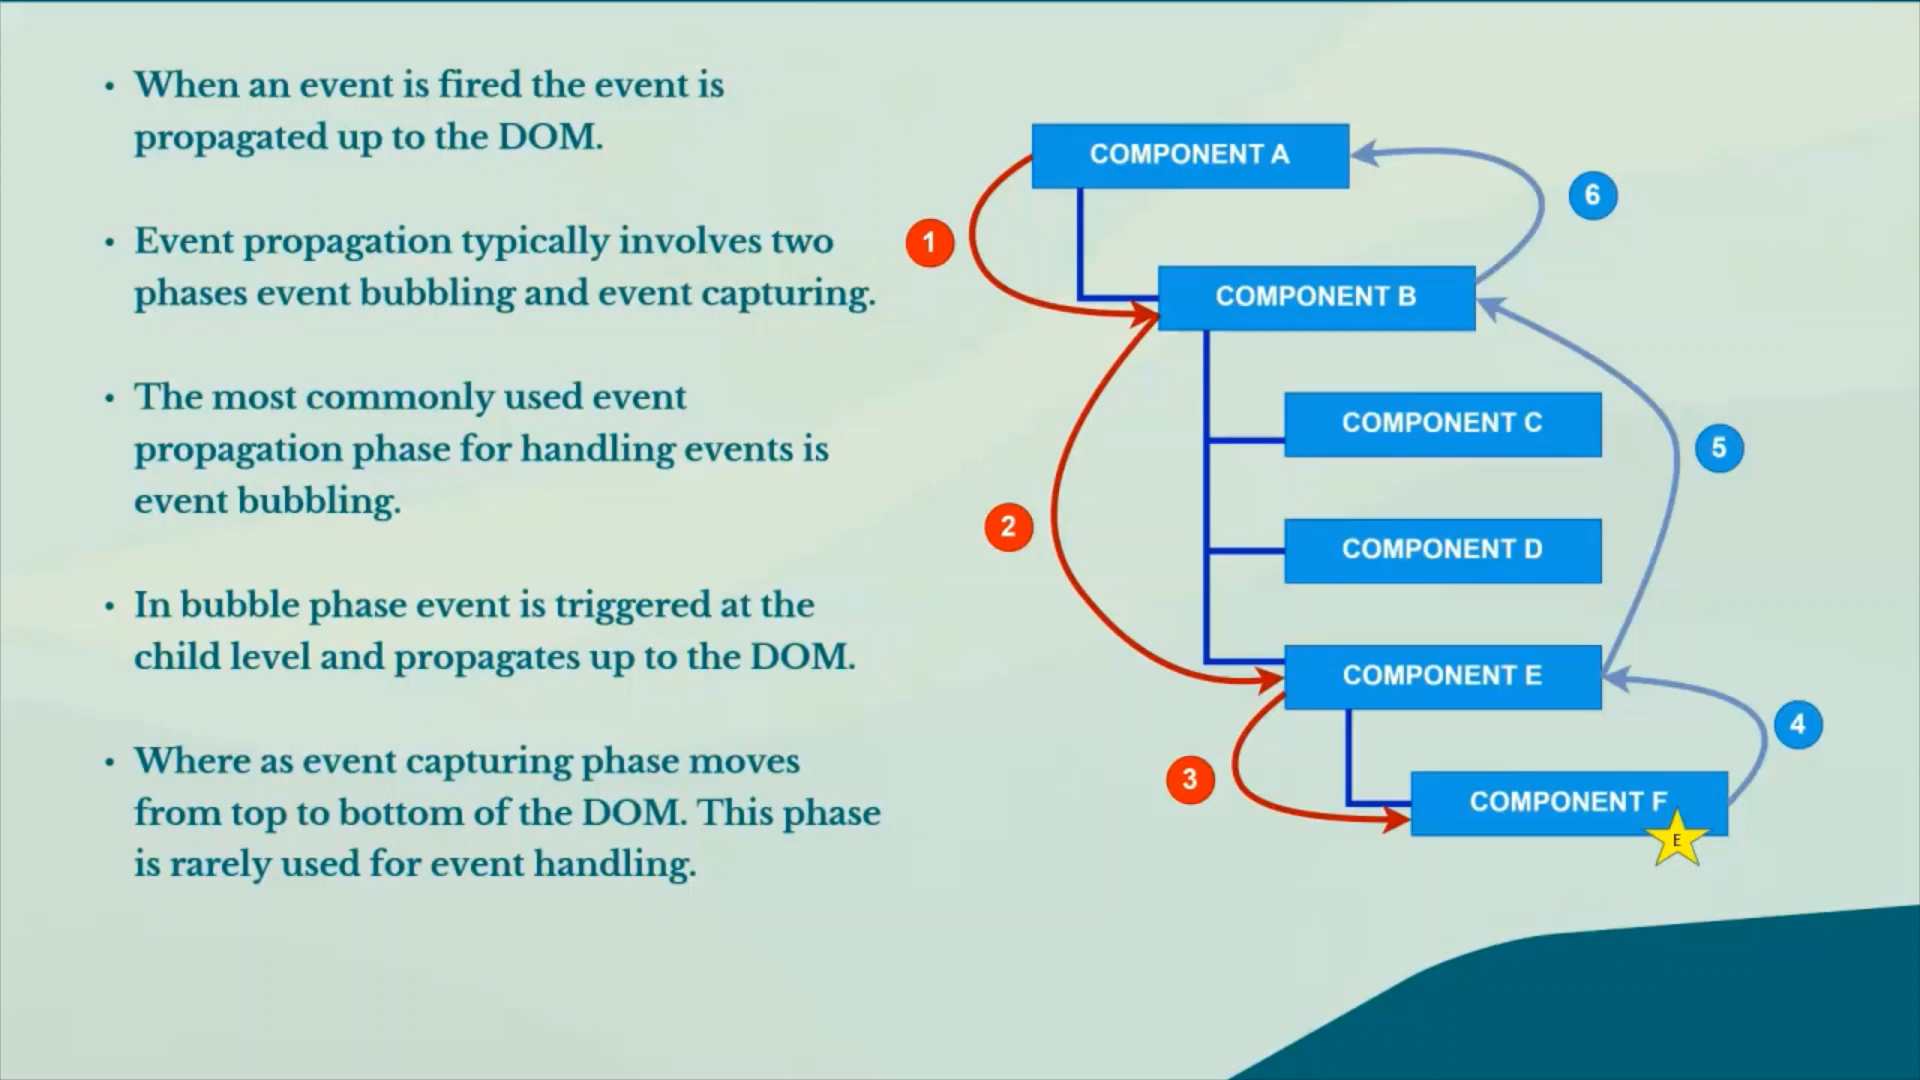 • When an event is fired the event is
propagated up to the DOM.
• Event propagation typically involves two
phases event bubbling and event capturing.
• The most commonly used event
propagation phase for handling events is
event bubbling.
• In bubble phase event is triggered at the
child level and propagates up to the DOM.
• Where as event capturing phase moves
from top to bottom of the DOM. This phase
is rarely used for event handling.
COMPONENT A
6
1
COMPONENT B
COMPONENT C
5
2
COMPONENT D
COMPONENT E
4
3
COMPONENT F
E